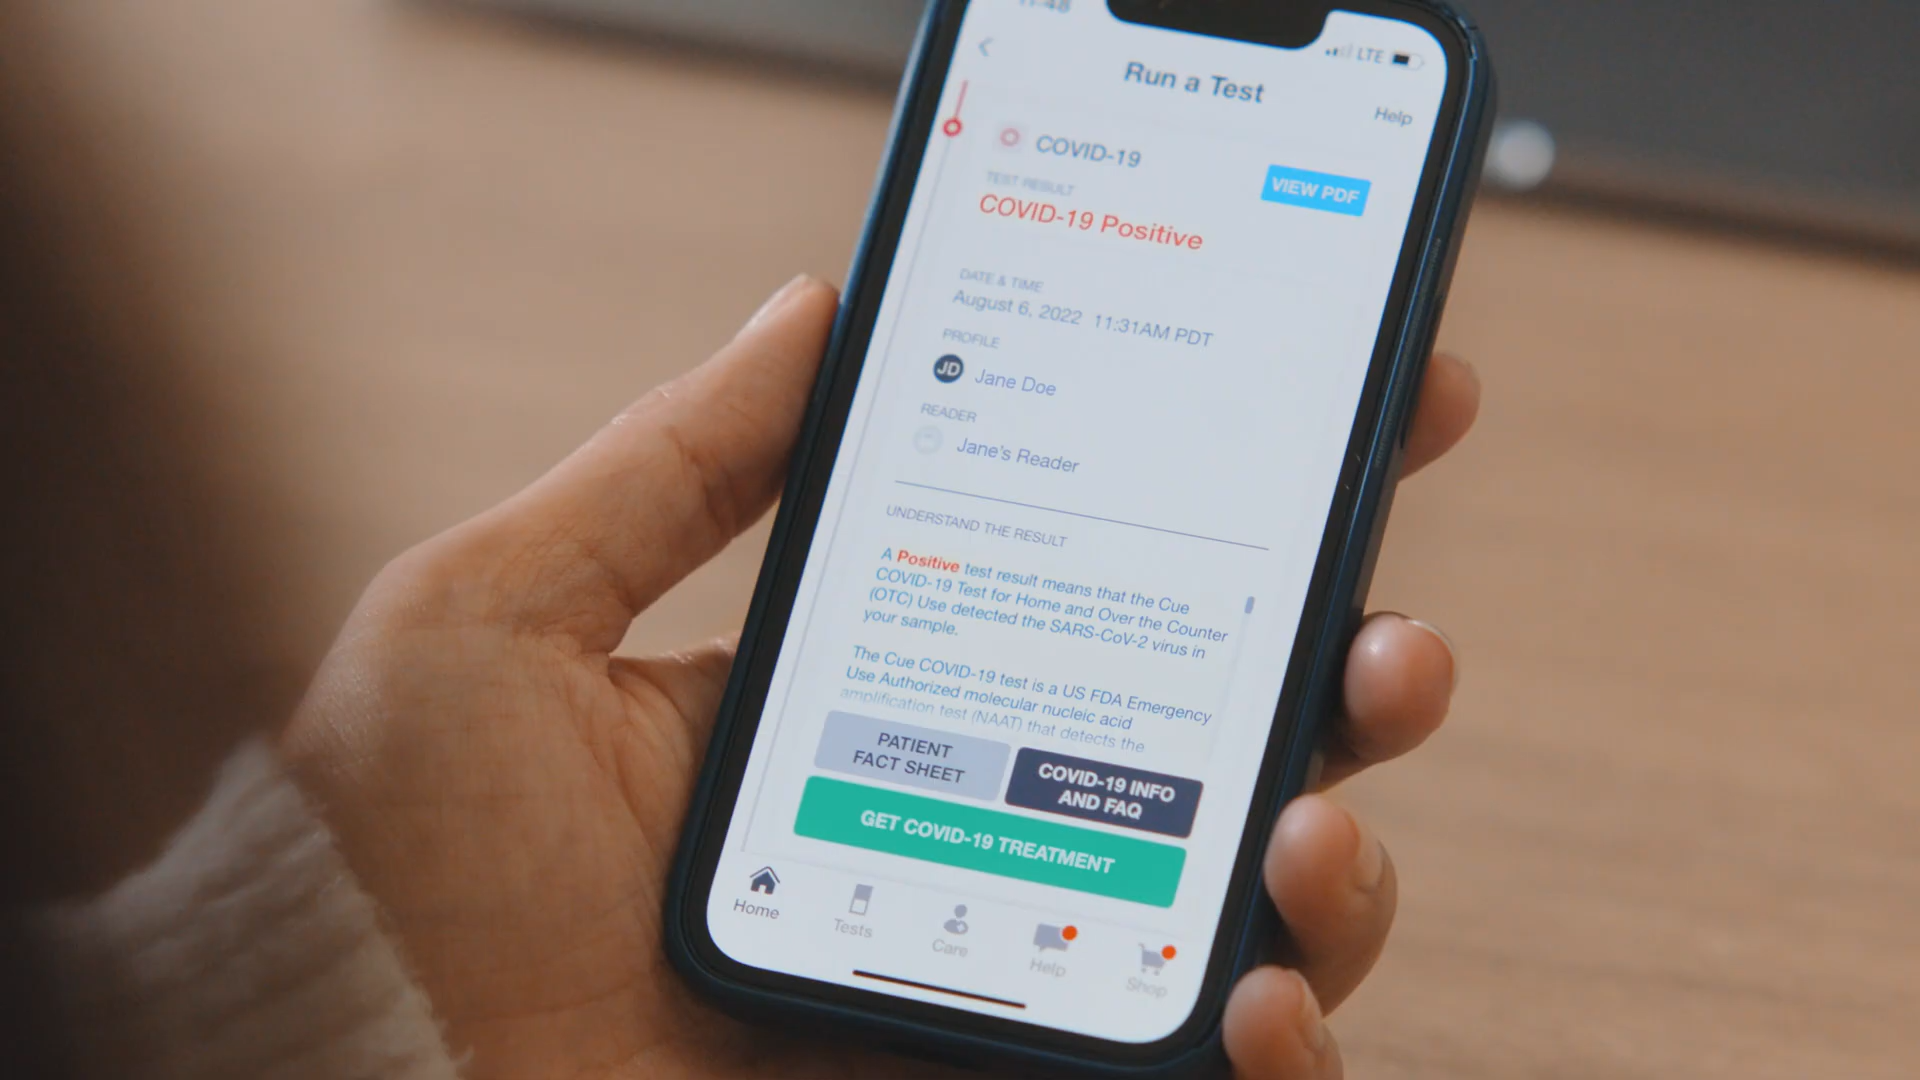 11:48
LTE
Run a Test
Help
COVID-19
VIEW PDF
TEST RESULT
COVID-19 Positive
DATE & TIME
August 6, 2022 11:31AM PDT
PROFILE
JD Jane Doe
READER
Jane's Reader
UNDERSTAND THE RESULT
A Positive test result means that the Cue
COVID-19 Test for Home and Over the Counter
(OTC) Use detected the SARS-CoV-2 virus in
your sample.
The Cue COVID-19 test is a US FDA Emergency
Use Authorized molecular nucleic acid
amplification test (NAAT) that detects the
PATIENT
FACT SHEET
COVID-19 INFO
AND FAQ
GET COVID-19 TREATMENT
Home
Tests
Care
Help
Shop